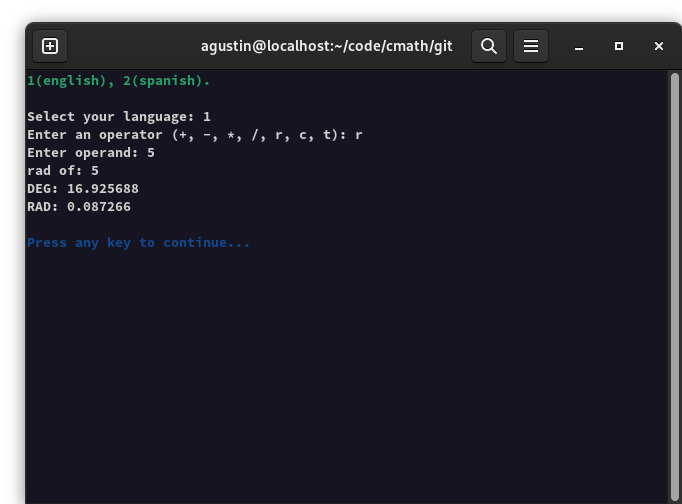 agustin@localhost:~/code/cmath/git
1(english), 2(spanish).
Select your language: 1
Enter an operator (+, -, *, /, r, c, t): r
Enter operand: 5
rad of: 5
DEG: 16.925688
RAD: 0.087266
Press any key to continue...